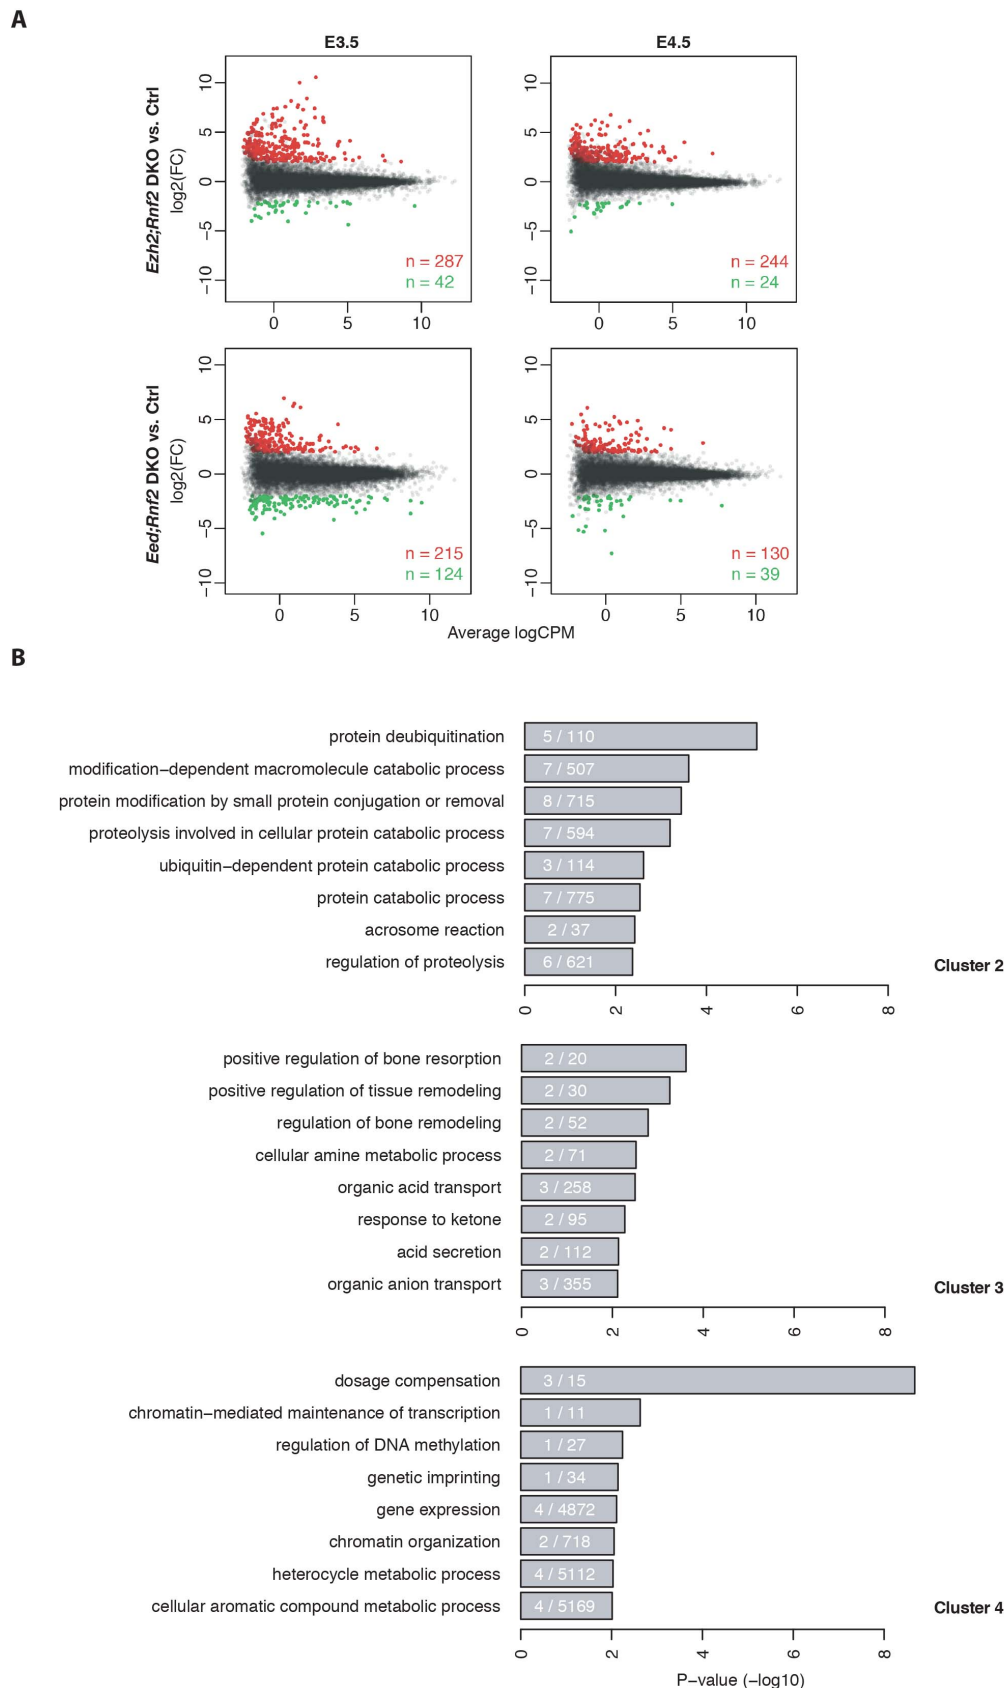 A
E3.5
E4.5
Ezh2;Rnf2 DKO vs. Ctrl
log2(FC)
10
5
0
−5
−10
n = 287
n = 42
0 5 10
10
5
0
−5
−10
n = 244
n = 24
0 5 10
Eed;Rnf2 DKO vs. Ctrl
log2(FC)
10
5
0
−5
−10
n = 215
n = 124
0 5 10
10
5
0
−5
−10
n = 130
n = 39
0 5 10
Average logCPM
B
protein deubiquitination 5 / 110
modification−dependent macromolecule catabolic process 7 / 507
protein modification by small protein conjugation or removal 8 / 715
proteolysis involved in cellular protein catabolic process 7 / 594
ubiquitin−dependent protein catabolic process 3 / 114
protein catabolic process 7 / 775
acrosome reaction 2 / 37
regulation of proteolysis 6 / 621
Cluster 2
0 2 4 6 8
positive regulation of bone resorption 2 / 20
positive regulation of tissue remodeling 2 / 30
regulation of bone remodeling 2 / 52
cellular amine metabolic process 2 / 71
organic acid transport 3 / 258
response to ketone 2 / 95
acid secretion 2 / 112
organic anion transport 3 / 355
Cluster 3
0 2 4 6 8
dosage compensation 3 / 15
chromatin−mediated maintenance of transcription 1 / 11
regulation of DNA methylation 1 / 27
genetic imprinting 1 / 34
gene expression 4 / 4872
chromatin organization 2 / 718
heterocycle metabolic process 4 / 5112
cellular aromatic compound metabolic process 4 / 5169
Cluster 4
0 2 4 6 8
P−value (−log10)